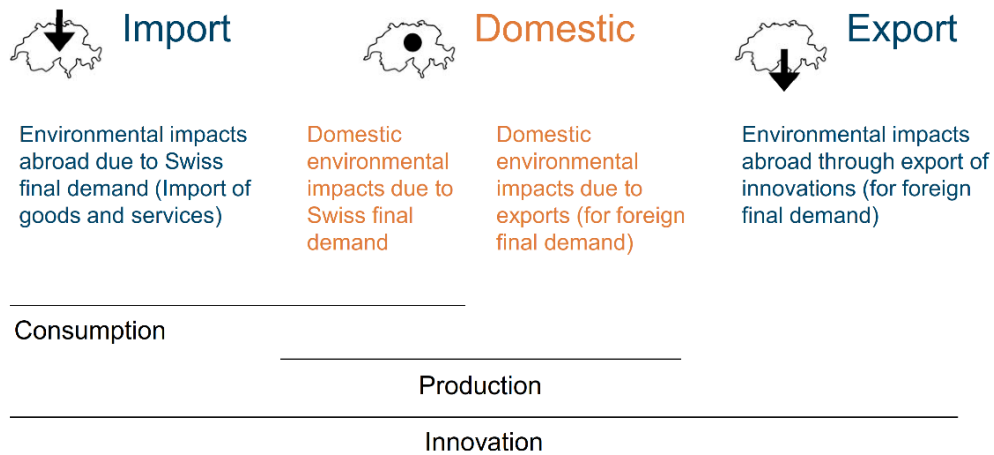 Import
Domestic
Export
Environmental impacts
abroad due to Swiss
final demand (Import of
goods and services)
Domestic
environmental
impacts due to
Swiss final
demand
Domestic
environmental
impacts due to
exports (for foreign
final demand)
Environmental impacts
abroad through export of
innovations (for foreign
final demand)
Consumption
Production
Innovation